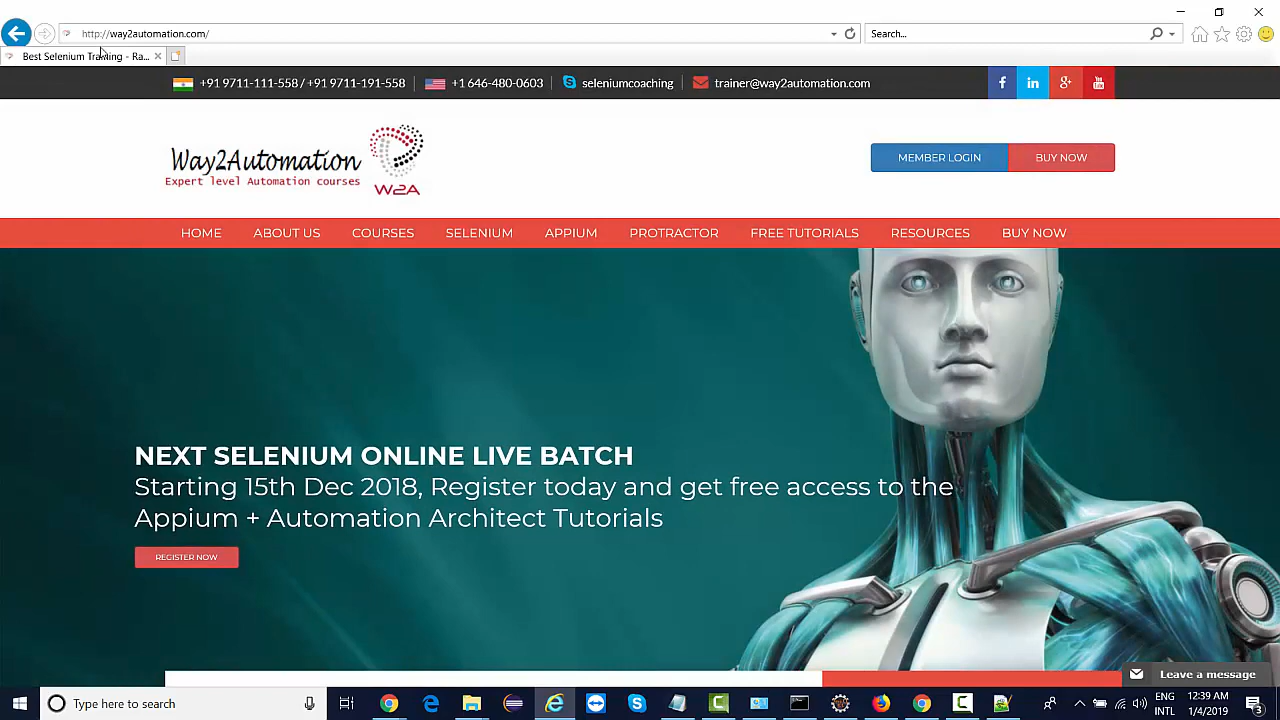 http://way2automation.com/
Search...
Best Selenium Training - Ra...
+91 9711-111-558 / +91 9711-191-558
+1 646-480-0603
seleniumcoaching
trainer@way2automation.com
f
in
g+
You Tube
Way2Automation
Expert level Automation courses
W2A
MEMBER LOGIN
BUY NOW
HOME
ABOUT US
COURSES
SELENIUM
APPIUM
PROTRACTOR
FREE TUTORIALS
RESOURCES
BUY NOW
NEXT SELENIUM ONLINE LIVE BATCH
Starting 15th Dec 2018, Register today and get free access to the
Appium + Automation Architect Tutorials
REGISTER NOW
Leave a message
Type here to search
ENG
INTL
12:39 AM
1/4/2019
3